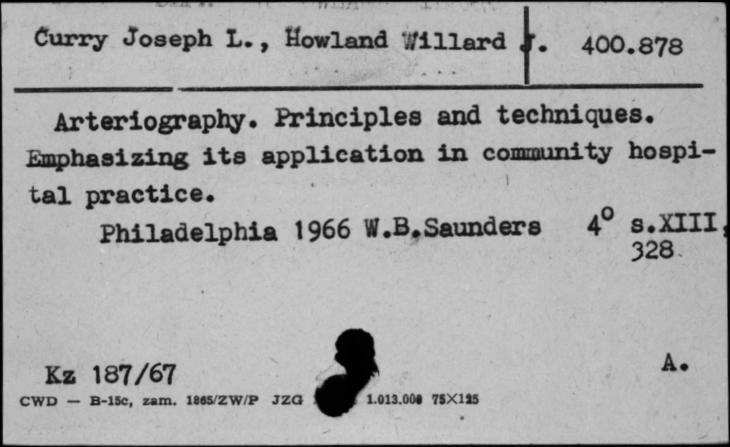 Curry Joseph L., Howland Willard J. 400.878
Arteriography. Principles and techniques.
Emphasizing its application in community hospi-
tal practice.
Philadelphia 1966 W.B.Saunders 4° s.XIII,
328
Kz 187/67 A.
CWD — B-15c, zam. 1865/ZW/P JZG 1.013.000 75X125